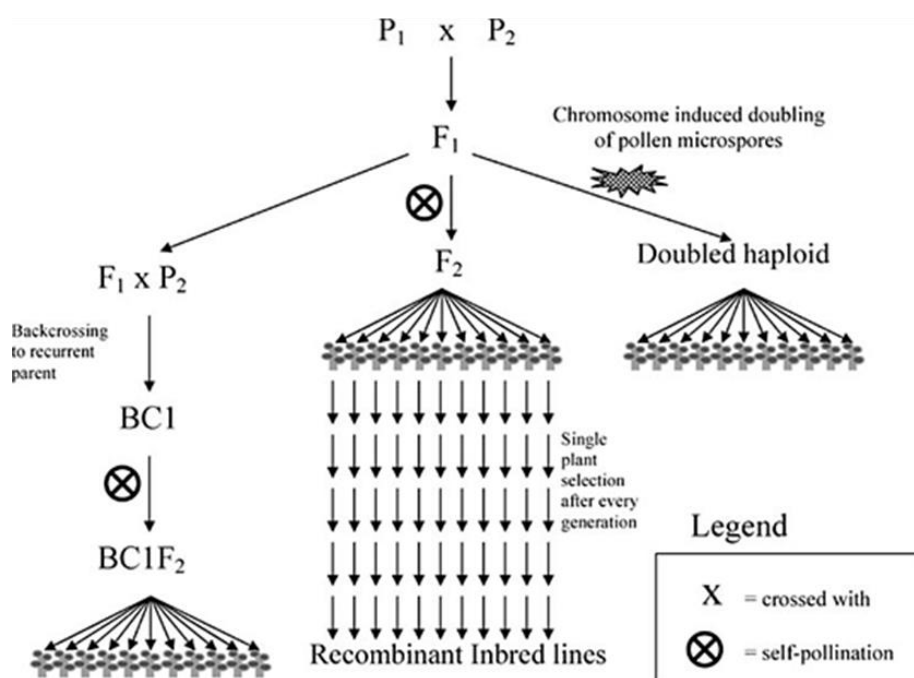 P₁ x P₂
Chromosome induced doubling
of pollen microspores
F₁
F₁ x P₂
F₂
Doubled haploid
Backcrossing
to recurrent
parent
BC1
Single
plant
selection
after every
generation
BC1F₂
Recombinant Inbred lines
Legend
X = crossed with
⊗ = self-pollination